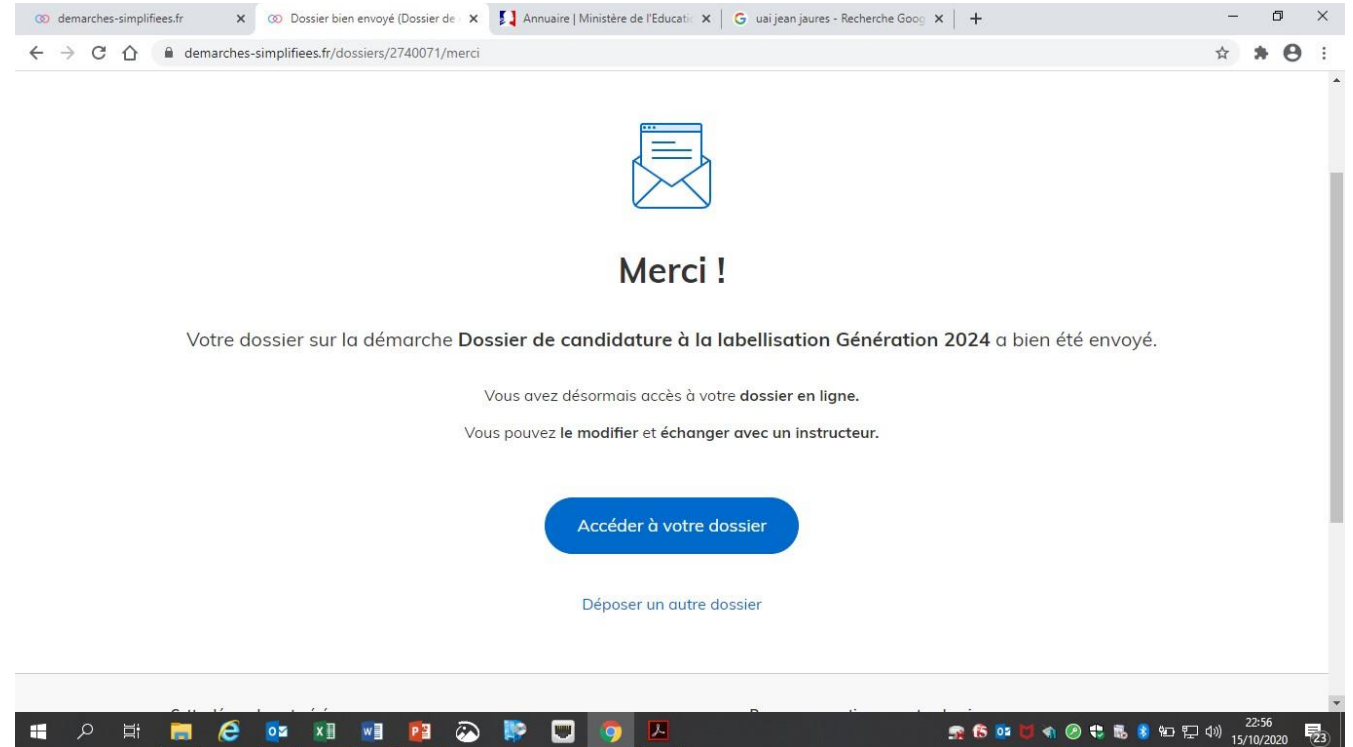 demarches-simplifiees.fr
Dossier bien envoyé (Dossier de
Annuaire | Ministère de l'Educati
uai jean jaures - Recherche Goog
demarches-simplifiees.fr/dossiers/2740071/merci
Merci !
Votre dossier sur la démarche Dossier de candidature à la labellisation Génération 2024 a bien été envoyé.
Vous avez désormais accès à votre dossier en ligne.
Vous pouvez le modifier et échanger avec un instructeur.
Accéder à votre dossier
Déposer un autre dossier
22:56
15/10/2020
23